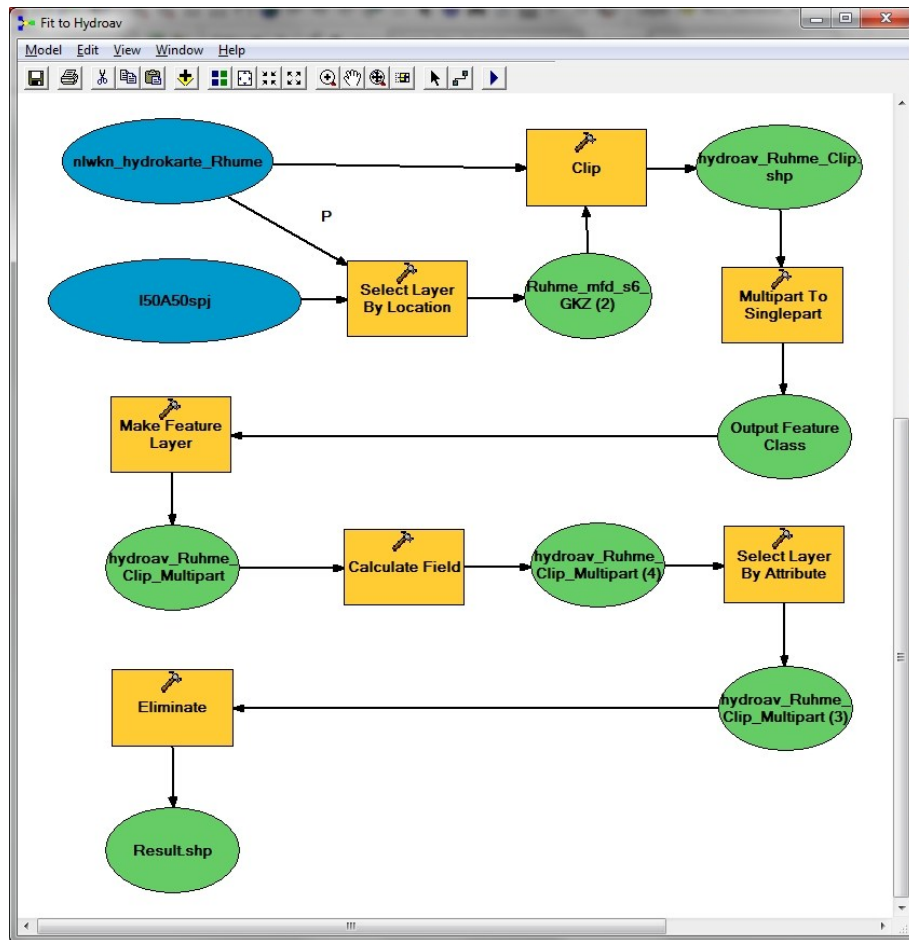 Fit to Hydroav
Model Edit View Window Help
nlwkn_hydrokarte_Rhume
Clip
hydroav_Ruhme_Clip.
shp
P
I50A50spj
Select Layer
By Location
Ruhme_mfd_s6_
GKZ (2)
Multipart To
Singlepart
Make Feature
Layer
Output Feature
Class
hydroav_Ruhme_
Clip_Multipart
Calculate Field
hydroav_Ruhme_
Clip_Multipart (4)
Select Layer
By Attribute
Eliminate
hydroav_Ruhme_
Clip_Multipart (3)
Result.shp